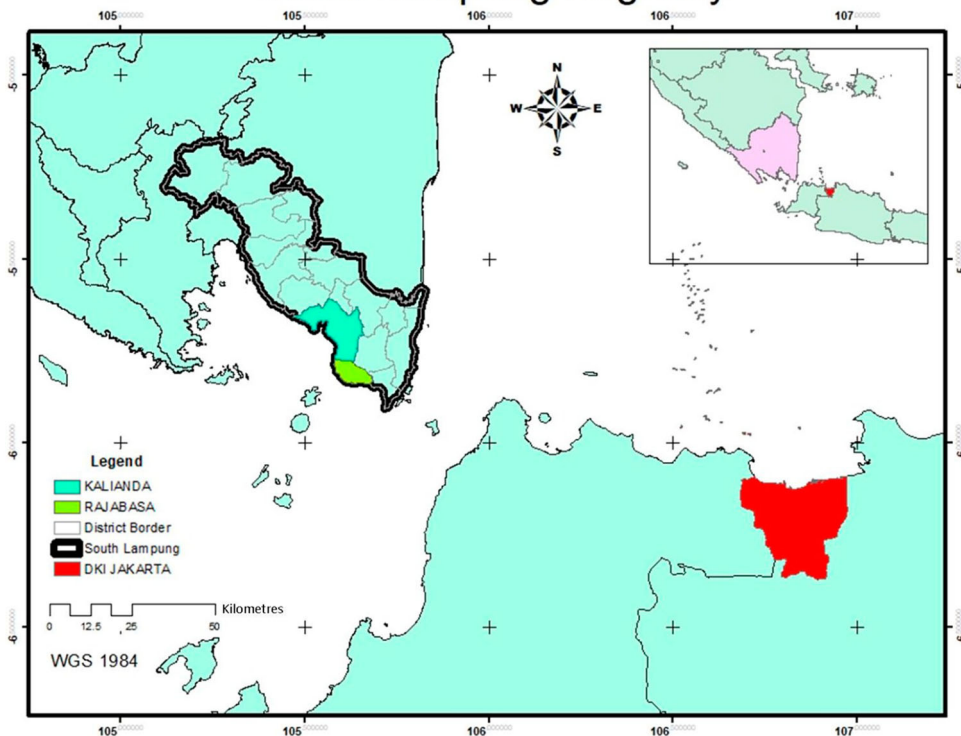 105 105 106 106 107
N
W E
S
5
5
6
6
Legend
KALIANDA
RAJABASA
District Border
South Lampung
DKI JAKARTA
Kilometres
0 12.5 25 50
WGS 1984
105 105 106 106 107